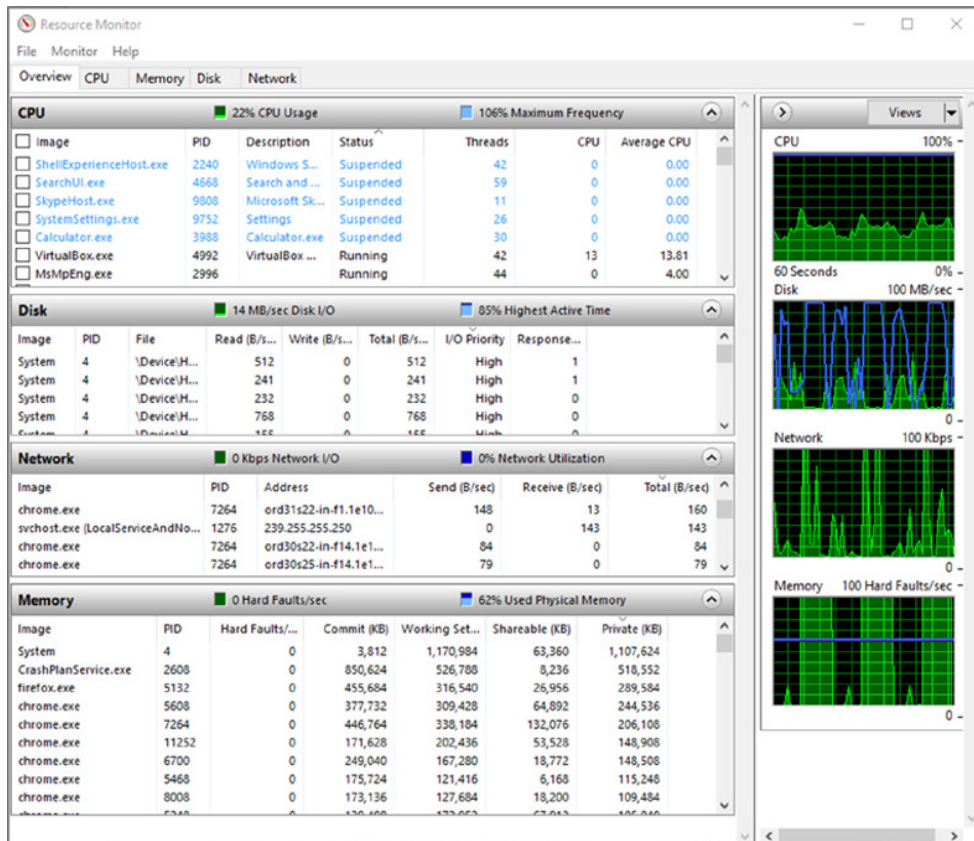 Resource Monitor
File Monitor Help
Overview CPU Memory Disk Network
CPU 22% CPU Usage 106% Maximum Frequency
Image PID Description Status Threads CPU Average CPU
ShellExperienceHost.exe 2240 Windows S... Suspended 42 0 0.00
SearchUI.exe 4668 Search and ... Suspended 59 0 0.00
SkypeHost.exe 9808 Microsoft Sk... Suspended 11 0 0.00
SystemSettings.exe 9752 Settings Suspended 26 0 0.00
Calculator.exe 3988 Calculator.exe Suspended 30 0 0.00
VirtualBox.exe 4992 VirtualBox ... Running 42 13 13.81
MsMpEng.exe 2996 Running 44 0 4.00
Disk 14 MB/sec Disk I/O 85% Highest Active Time
Image PID File Read (B/s... Write (B/s... Total (B/s... I/O Priority Response...
System 4 \Device\H... 512 0 512 High 1
System 4 \Device\H... 241 0 241 High 1
System 4 \Device\H... 232 0 232 High 0
System 4 \Device\H... 768 0 768 High 0
System 4 \Device\H... 155 0 155 High 0
Network 0 Kbps Network I/O 0% Network Utilization
Image PID Address Send (B/sec) Receive (B/sec) Total (B/sec)
chrome.exe 7264 ord31s22-in-f1.1e10... 148 13 160
svchost.exe (LocalServiceAndNo... 1276 239.255.255.250 0 143 143
chrome.exe 7264 ord30s22-in-f14.1e1... 84 0 84
chrome.exe 7264 ord30s25-in-f14.1e1... 79 0 79
Memory 0 Hard Faults/sec 62% Used Physical Memory
Image PID Hard Faults/... Commit (KB) Working Set... Shareable (KB) Private (KB)
System 4 0 3,812 1,170,984 63,360 1,107,624
CrashPlanService.exe 2608 0 850,624 526,788 8,236 518,552
firefox.exe 5132 0 455,684 316,540 26,956 289,584
chrome.exe 5608 0 377,732 309,428 64,892 244,536
chrome.exe 7264 0 446,764 338,184 132,076 206,108
chrome.exe 11252 0 171,628 202,436 53,528 148,908
chrome.exe 6700 0 249,040 167,280 18,772 148,508
chrome.exe 5468 0 175,724 121,416 6,168 115,248
chrome.exe 8008 0 173,136 127,684 18,200 109,484
Views
CPU 100%
60 Seconds 0%
Disk 100 MB/sec
0
Network 100 Kbps
0
Memory 100 Hard Faults/sec
0